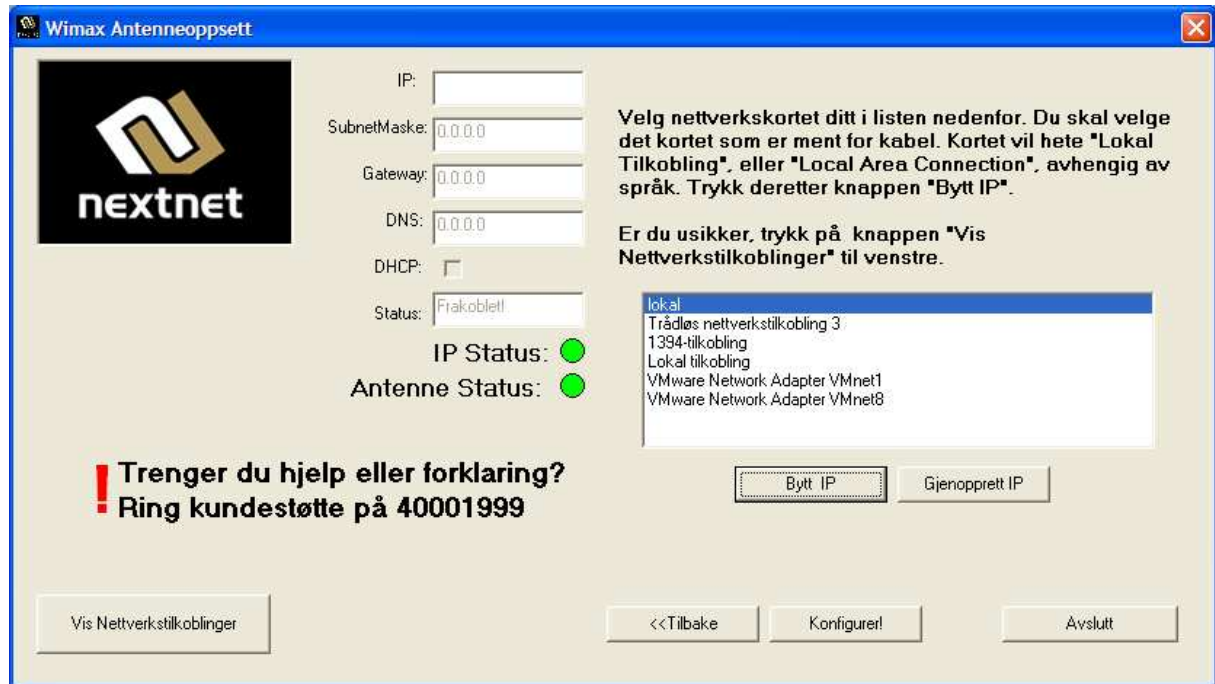 Wimax Antenneoppsett
nextnet
IP:
SubnetMaske: 0.0.0.0
Gateway: 0.0.0.0
DNS: 0.0.0.0
DHCP:
Status: Frakoblet!
IP Status:
Antenne Status:
! Trenger du hjelp eller forklaring?
Ring kundestøtte på 40001999
Velg nettverkskortet ditt i listen nedenfor. Du skal velge
det kortet som er ment for kabel. Kortet vil hete "Lokal
Tilkobling", eller "Local Area Connection", avhengig av
språk. Trykk deretter knappen "Bytt IP".
Er du usikker, trykk på knappen "Vis
Nettverkstilkoblinger" til venstre.
lokal
Trådløs nettverkstilkobling 3
1394-tilkobling
Lokal tilkobling
VMware Network Adapter VMnet1
VMware Network Adapter VMnet8
Bytt IP
Gjenopprett IP
Vis Nettverkstilkoblinger
<<Tilbake
Konfigurer!
Avslutt